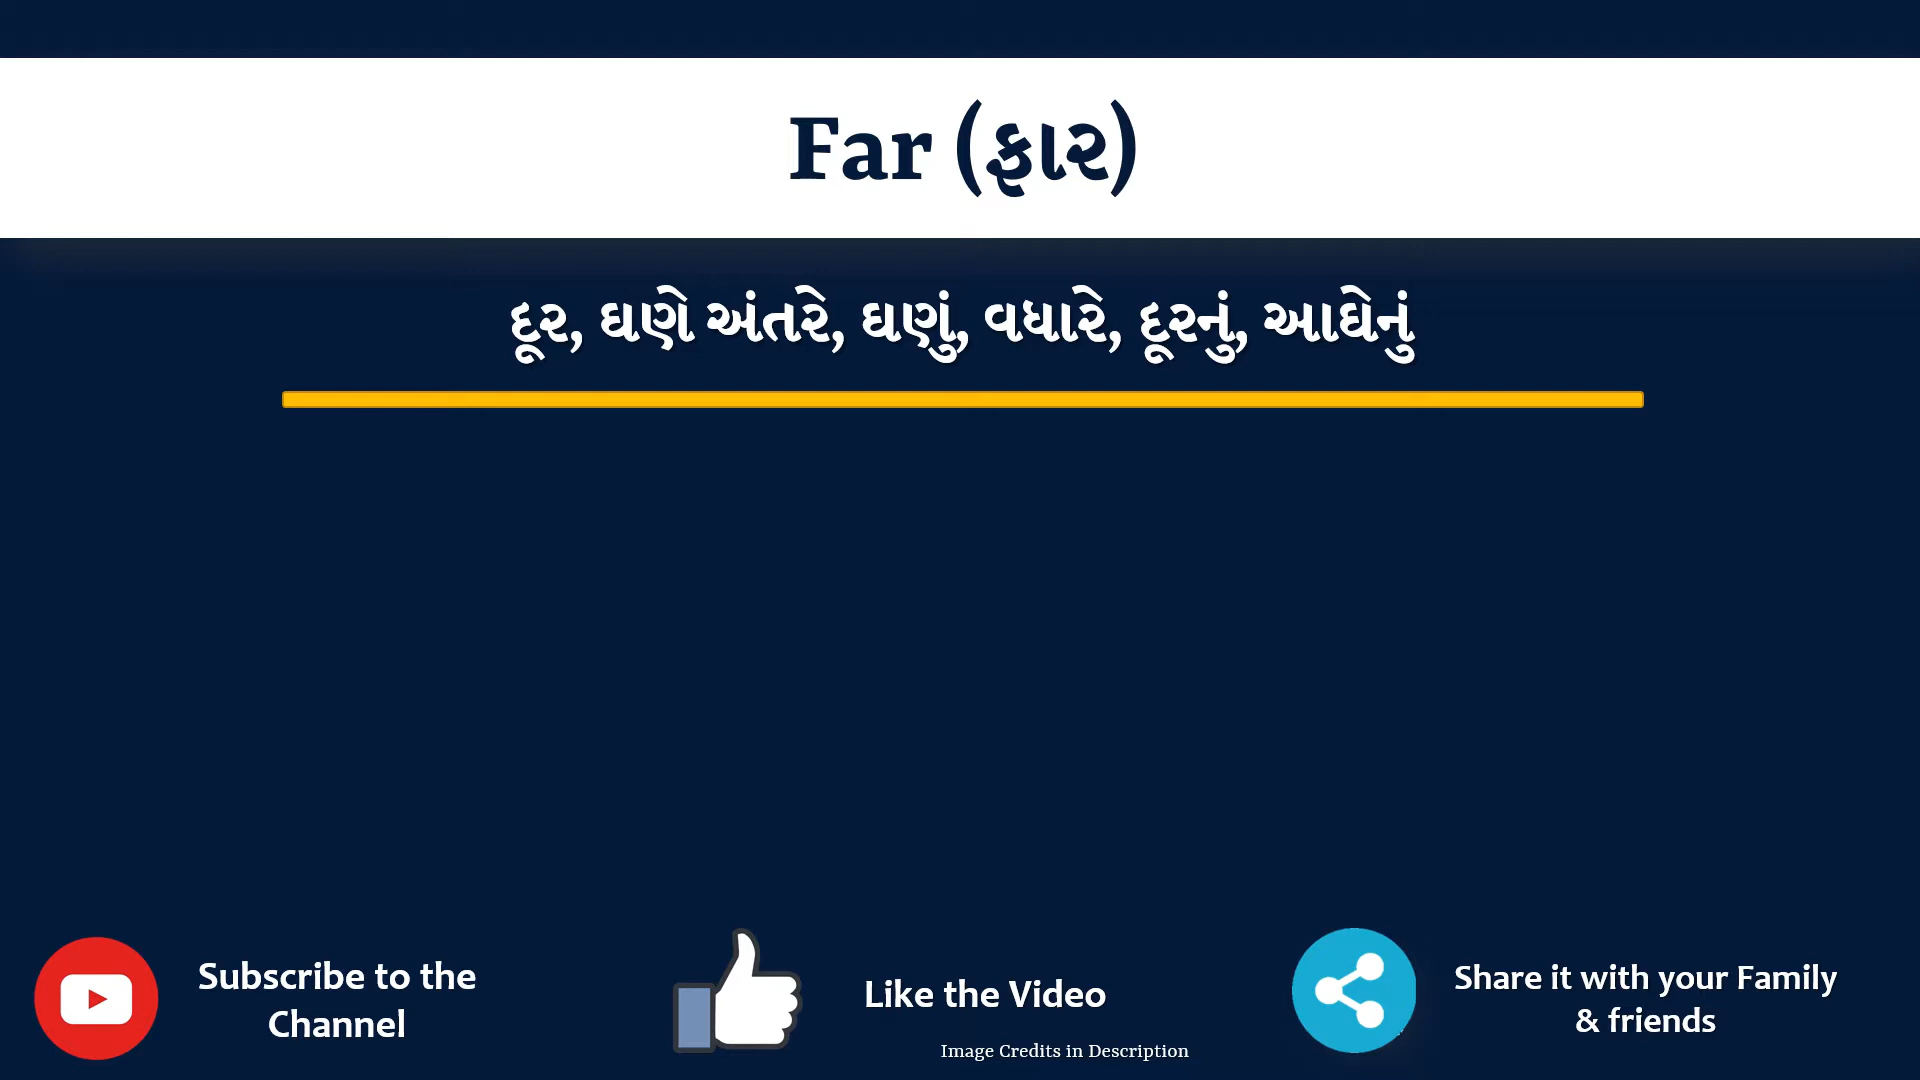 Far (ફાર)
દૂર, ઘણે અંતરે, ઘણું, વધારે, દૂરનું, આઘેનું
Subscribe to the
Channel
Like the Video
Share it with your Family
& friends
Image Credits in Description